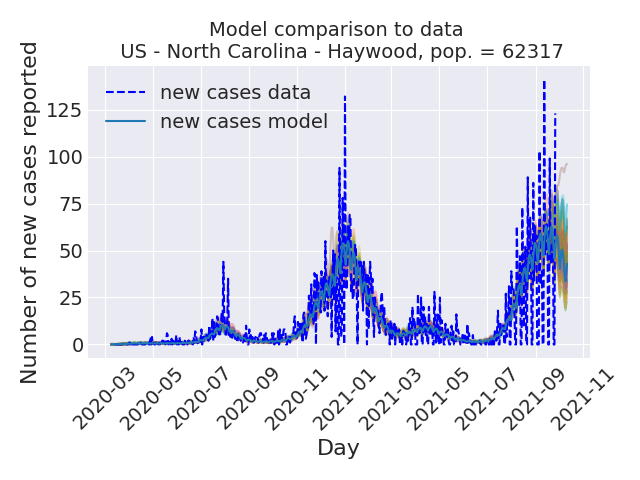 Model comparison to data
US - North Carolina - Haywood, pop. = 62317
Number of new cases reported
125
100
75
50
25
0
new cases data
new cases model
2020-03
2020-05
2020-07
2020-09
2020-11
2021-01
2021-03
2021-05
2021-07
2021-09
2021-11
Day